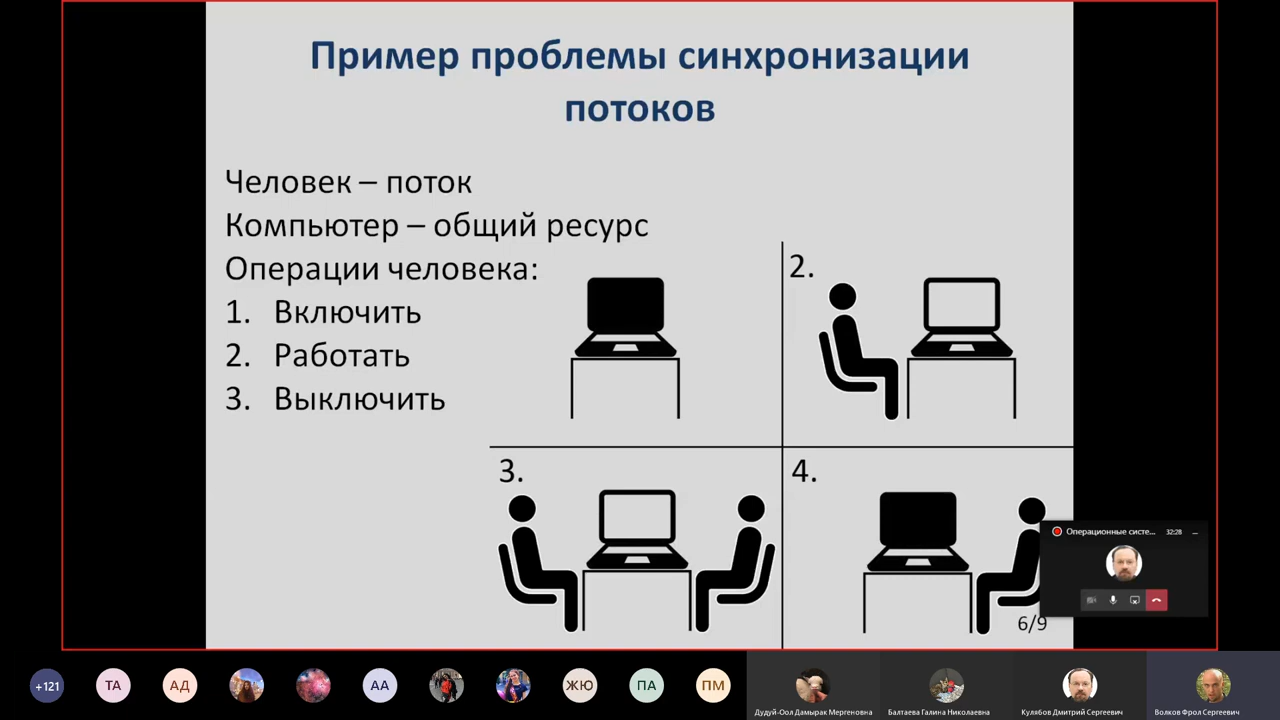 Пример проблемы синхронизации
потоков
Человек – поток
Компьютер – общий ресурс
Операции человека:
1. Включить
2. Работать
3. Выключить
2.
3.
4.
Операционные систе...
32:28
6/9
+121
ТА
АД
АА
ЖЮ
ПА
ПМ
Дудуй-Оол Дамырак Мергеновна
Балтаева Галина Николаевна
Кулябов Дмитрий Сергеевич
Волков Фрол Сергеевич